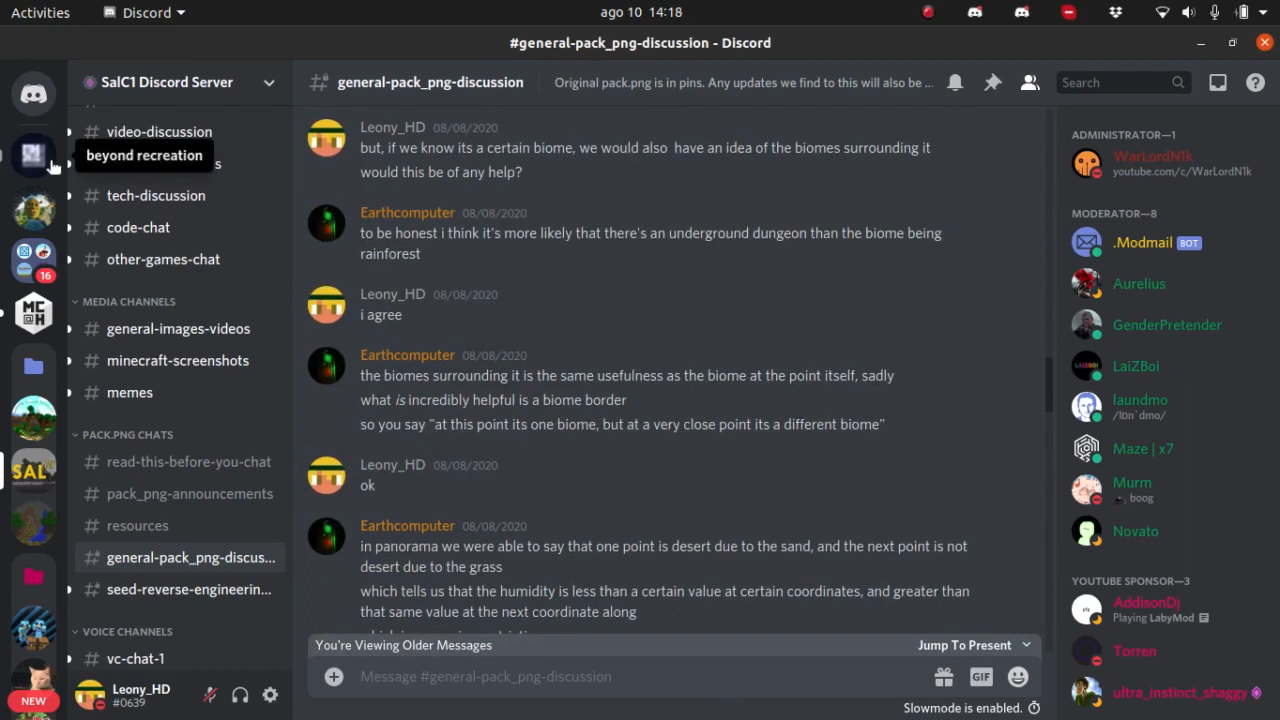 Activities
Discord
ago 10 14:18
#general-pack_png-discussion - Discord
SalC1 Discord Server
general-pack_png-discussion
Original pack.png is in pins. Any updates we find to this will also be ...
Search
beyond recreation
video-discussion
s
tech-discussion
code-chat
other-games-chat
MEDIA CHANNELS
general-images-videos
minecraft-screenshots
memes
PACK.PNG CHATS
read-this-before-you-chat
pack_png-announcements
resources
general-pack_png-discus...
seed-reverse-engineerin...
VOICE CHANNELS
vc-chat-1
Leony_HD
#0639
16
MC
@H
SAL
NEW
Leony_HD 08/08/2020
but, if we know its a certain biome, we would also have an idea of the biomes surrounding it
would this be of any help?
Earthcomputer 08/08/2020
to be honest i think it's more likely that there's an underground dungeon than the biome being
rainforest
Leony_HD 08/08/2020
i agree
Earthcomputer 08/08/2020
the biomes surrounding it is the same usefulness as the biome at the point itself, sadly
what is incredibly helpful is a biome border
so you say "at this point its one biome, but at a very close point its a different biome"
Leony_HD 08/08/2020
ok
Earthcomputer 08/08/2020
in panorama we were able to say that one point is desert due to the sand, and the next point is not
desert due to the grass
which tells us that the humidity is less than a certain value at certain coordinates, and greater than
that same value at the next coordinate along
You're Viewing Older Messages
Jump To Present
Message #general-pack_png-discussion
GIF
Slowmode is enabled.
ADMINISTRATOR—1
WarLordN1k
youtube.com/c/WarLordN1k
MODERATOR—8
.Modmail BOT
Aurelius
GenderPretender
LaiZBoi
laundmo
/lɒnˈdmo/
Maze | x7
Murm
boog
Novato
YOUTUBE SPONSOR—3
AddisonDj
Playing LabyMod
Torren
ultra_instinct_shaggy